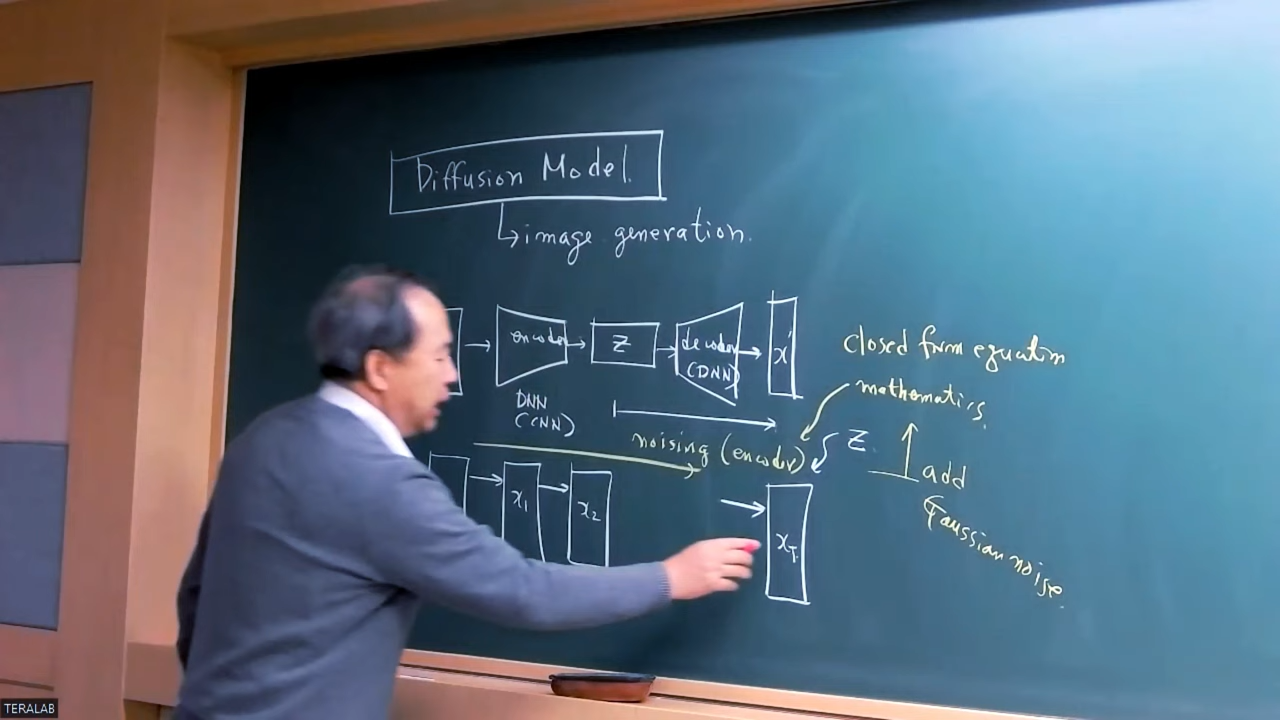 Diffusion Model.
image generation.
encoder
Z
decoder
(DNN)
x'
DNN
(CNN)
closed form equation
mathematics.
noising (encoder)
Z
add
Gaussian noise.
x₁
x₂
x_T.
TERALAB